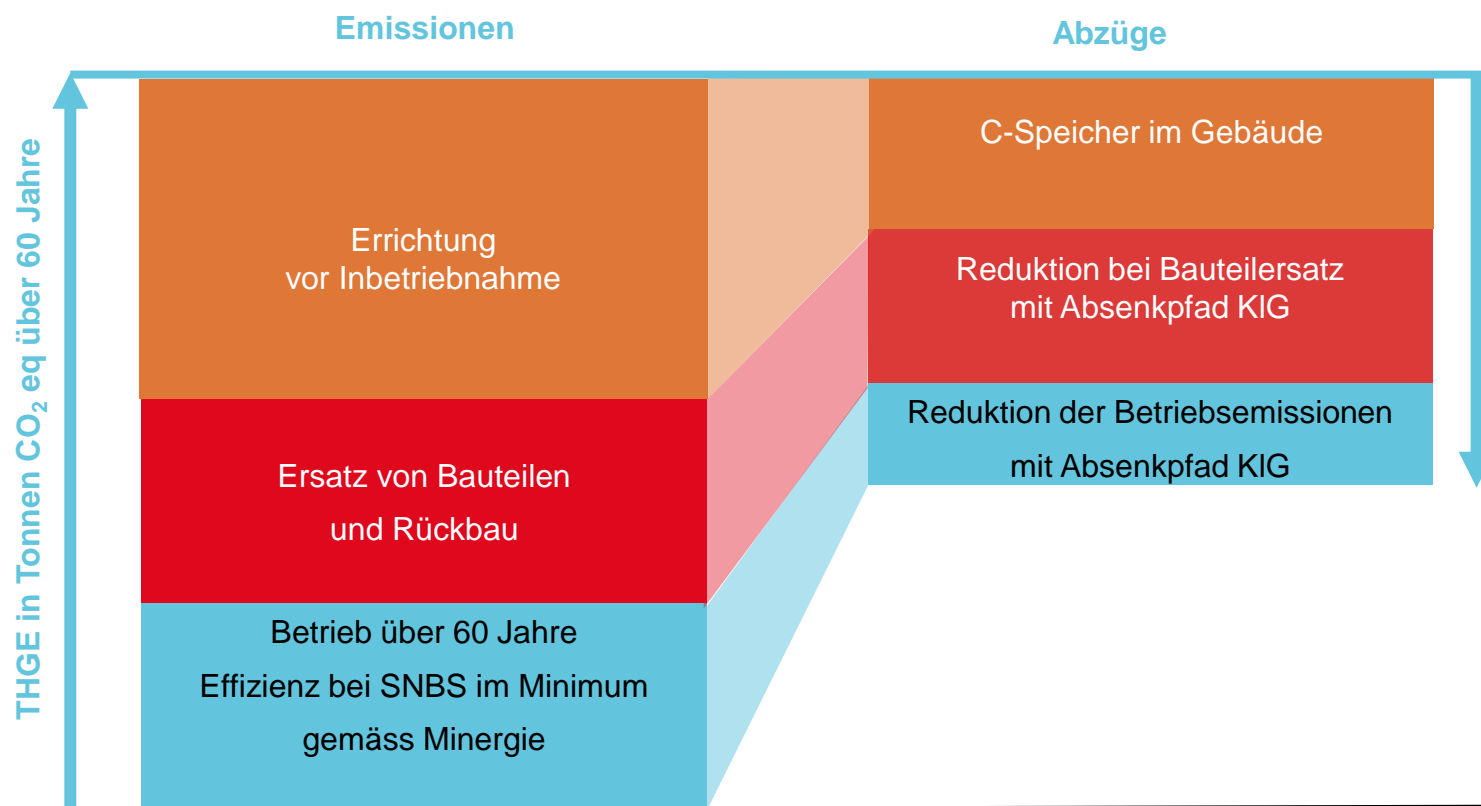 Emissionen
Abzüge
THGE in Tonnen CO₂ eq über 60 Jahre
Errichtung
vor Inbetriebnahme
Ersatz von Bauteilen
und Rückbau
Betrieb über 60 Jahre
Effizienz bei SNBS im Minimum
gemäss Minergie
C-Speicher im Gebäude
Reduktion bei Bauteilersatz
mit Absenkpfad KlG
Reduktion der Betriebsemissionen
mit Absenkpfad KlG